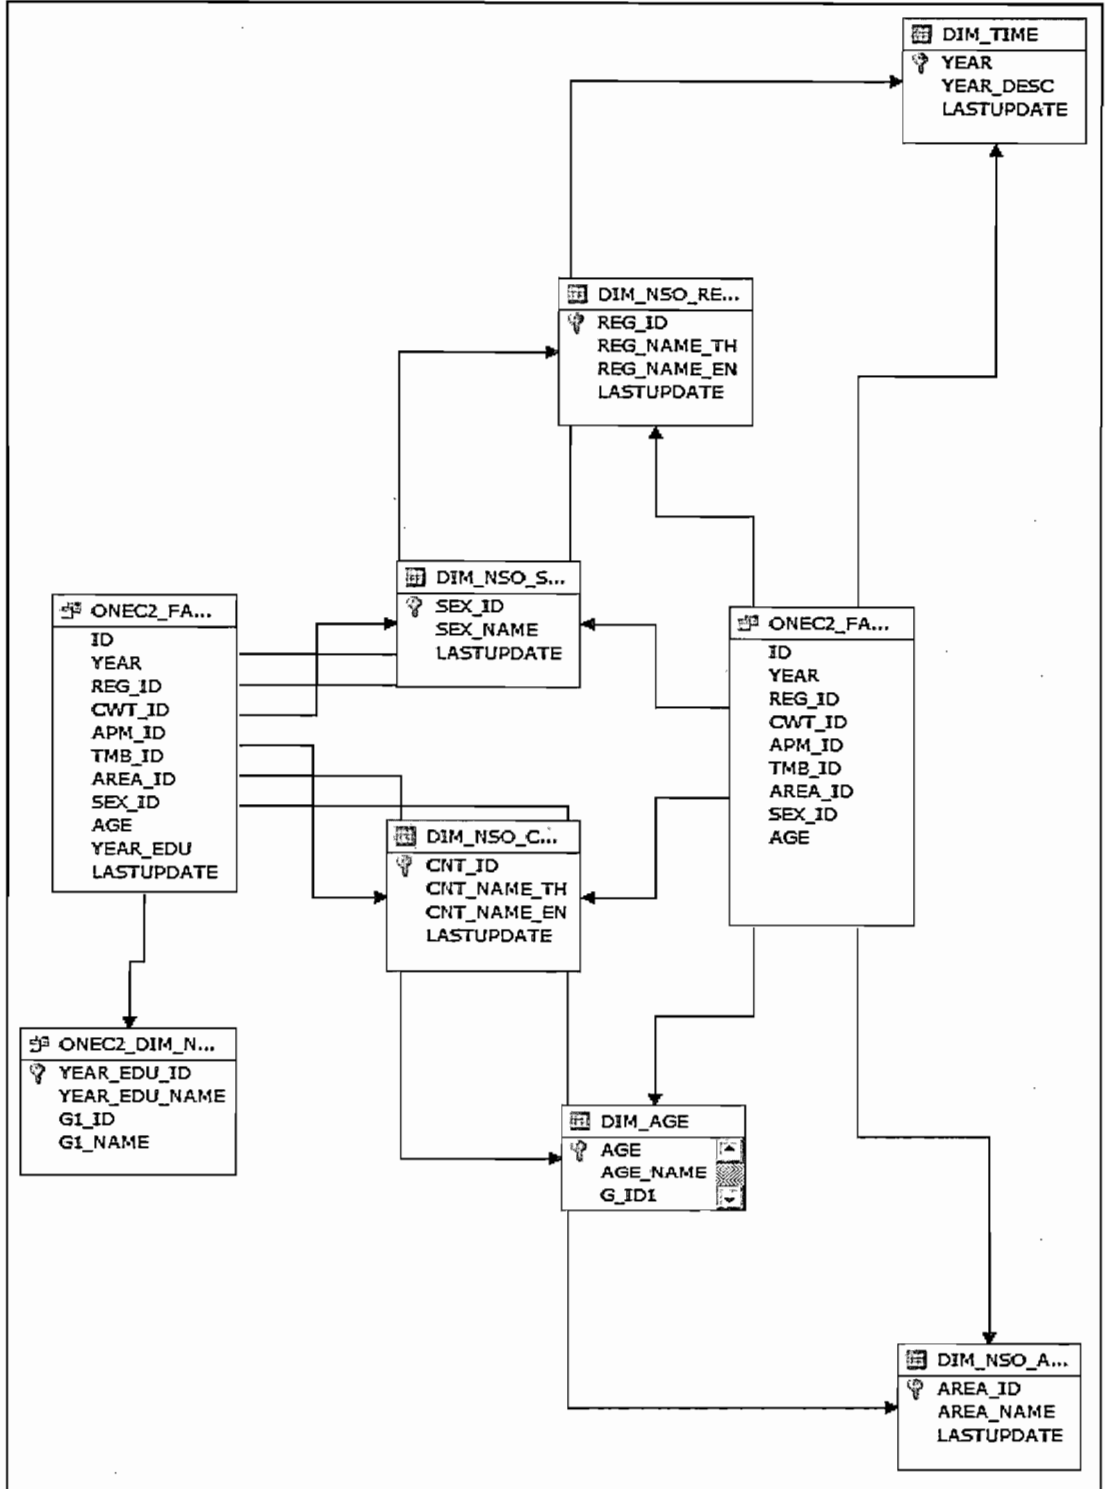 DIM_TIME
YEAR
YEAR_DESC
LASTUPDATE
DIM_NSO_RE...
REG_ID
REG_NAME_TH
REG_NAME_EN
LASTUPDATE
DIM_NSO_S...
SEX_ID
SEX_NAME
LASTUPDATE
ONEC2_FA...
ID
YEAR
REG_ID
CWT_ID
APM_ID
TMB_ID
AREA_ID
SEX_ID
AGE
YEAR_EDU
LASTUPDATE
ONEC2_FA...
ID
YEAR
REG_ID
CWT_ID
APM_ID
TMB_ID
AREA_ID
SEX_ID
AGE
DIM_NSO_C...
CNT_ID
CNT_NAME_TH
CNT_NAME_EN
LASTUPDATE
ONEC2_DIM_N...
YEAR_EDU_ID
YEAR_EDU_NAME
G1_ID
G1_NAME
DIM_AGE
AGE
AGE_NAME
G_ID1
DIM_NSO_A...
AREA_ID
AREA_NAME
LASTUPDATE